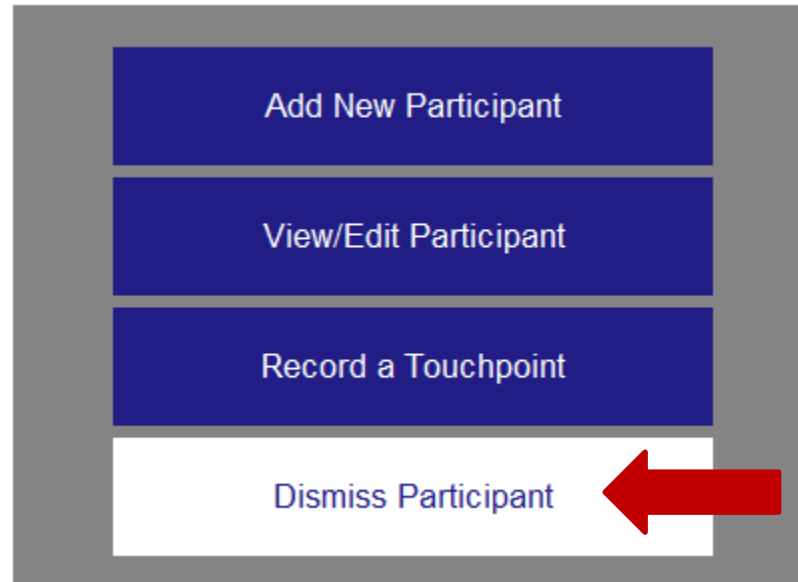 Add New Participant
View/Edit Participant
Record a Touchpoint
Dismiss Participant